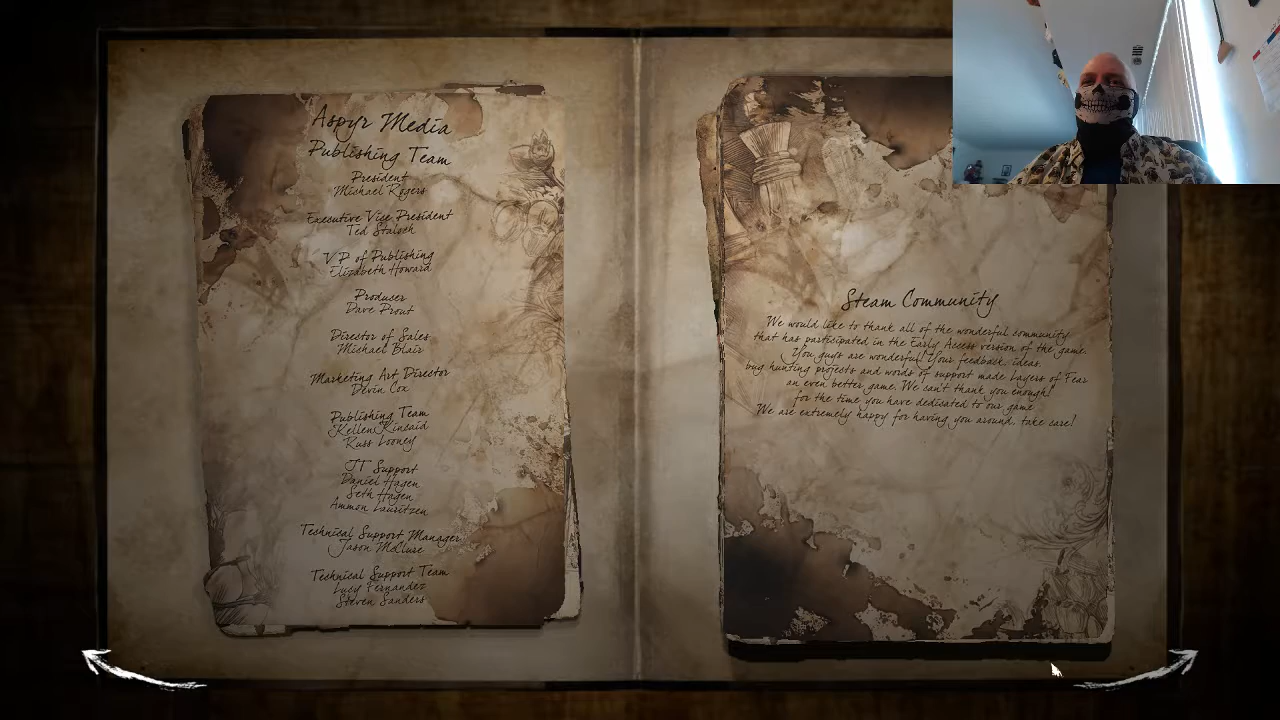 Aspyr Media
Publishing Team
President
Michael Rogers
Executive Vice President
Ted Staloch
V P of Publishing
Elizabeth Howard
Producer
Dave Prout
Director of Sales
Michael Blair
Marketing Art Director
Devin Cox
Publishing Team
Kellen Kincaid
Russ Looney
IT Support
Daniel Hagen
Seth Hagen
Ammon Lauritzen
Technical Support Manager
Jason McClure
Technical Support Team
Lucy Fernandez
Steven Sanders
Steam Community
We would like to thank all of the wonderful community
that has participated in the Early Access version of the game.
You guys are wonderful! Your feedback, ideas,
bug hunting projects and words of support made Layers of Fear
an even better game. We can't thank you enough!
for the time you have dedicated to our game
We are extremely happy for having you around, take care!